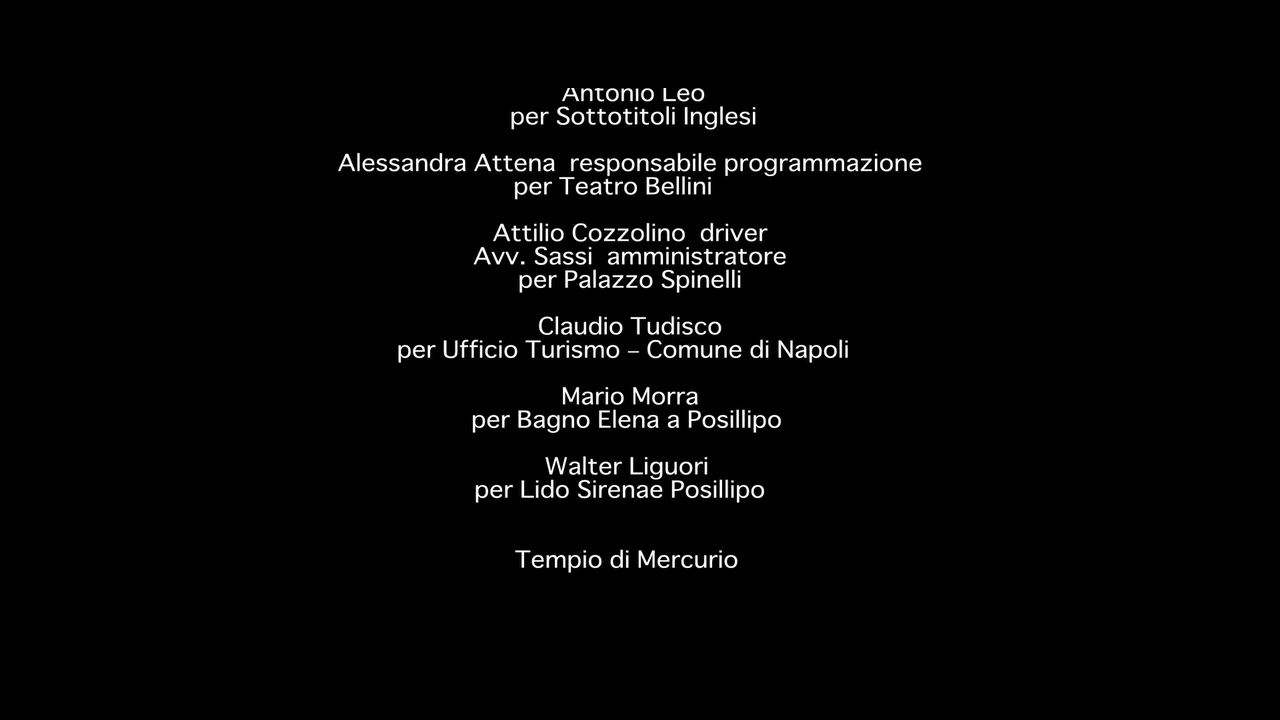 Antonio Leo
per Sottotitoli Inglesi
Alessandra Attena responsabile programmazione
per Teatro Bellini
Attilio Cozzolino driver
Avv. Sassi amministratore
per Palazzo Spinelli
Claudio Tudisco
per Ufficio Turismo – Comune di Napoli
Mario Morra
per Bagno Elena a Posillipo
Walter Liguori
per Lido Sirenae Posillipo
Tempio di Mercurio